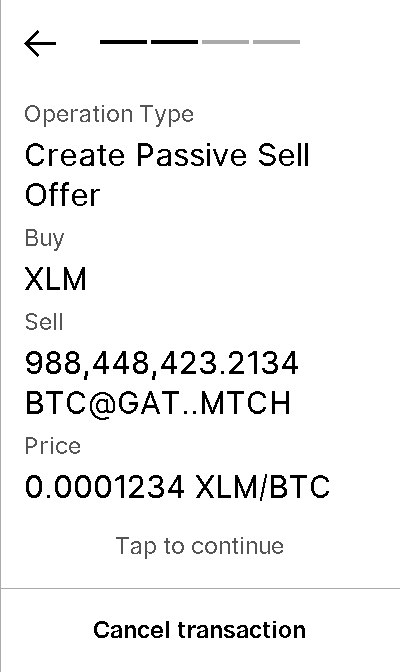 Operation Type
Create Passive Sell
Offer
Buy
XLM
Sell
988,448,423.2134
BTC@GAT..MTCH
Price
0.0001234 XLM/BTC
Tap to continue
Cancel transaction